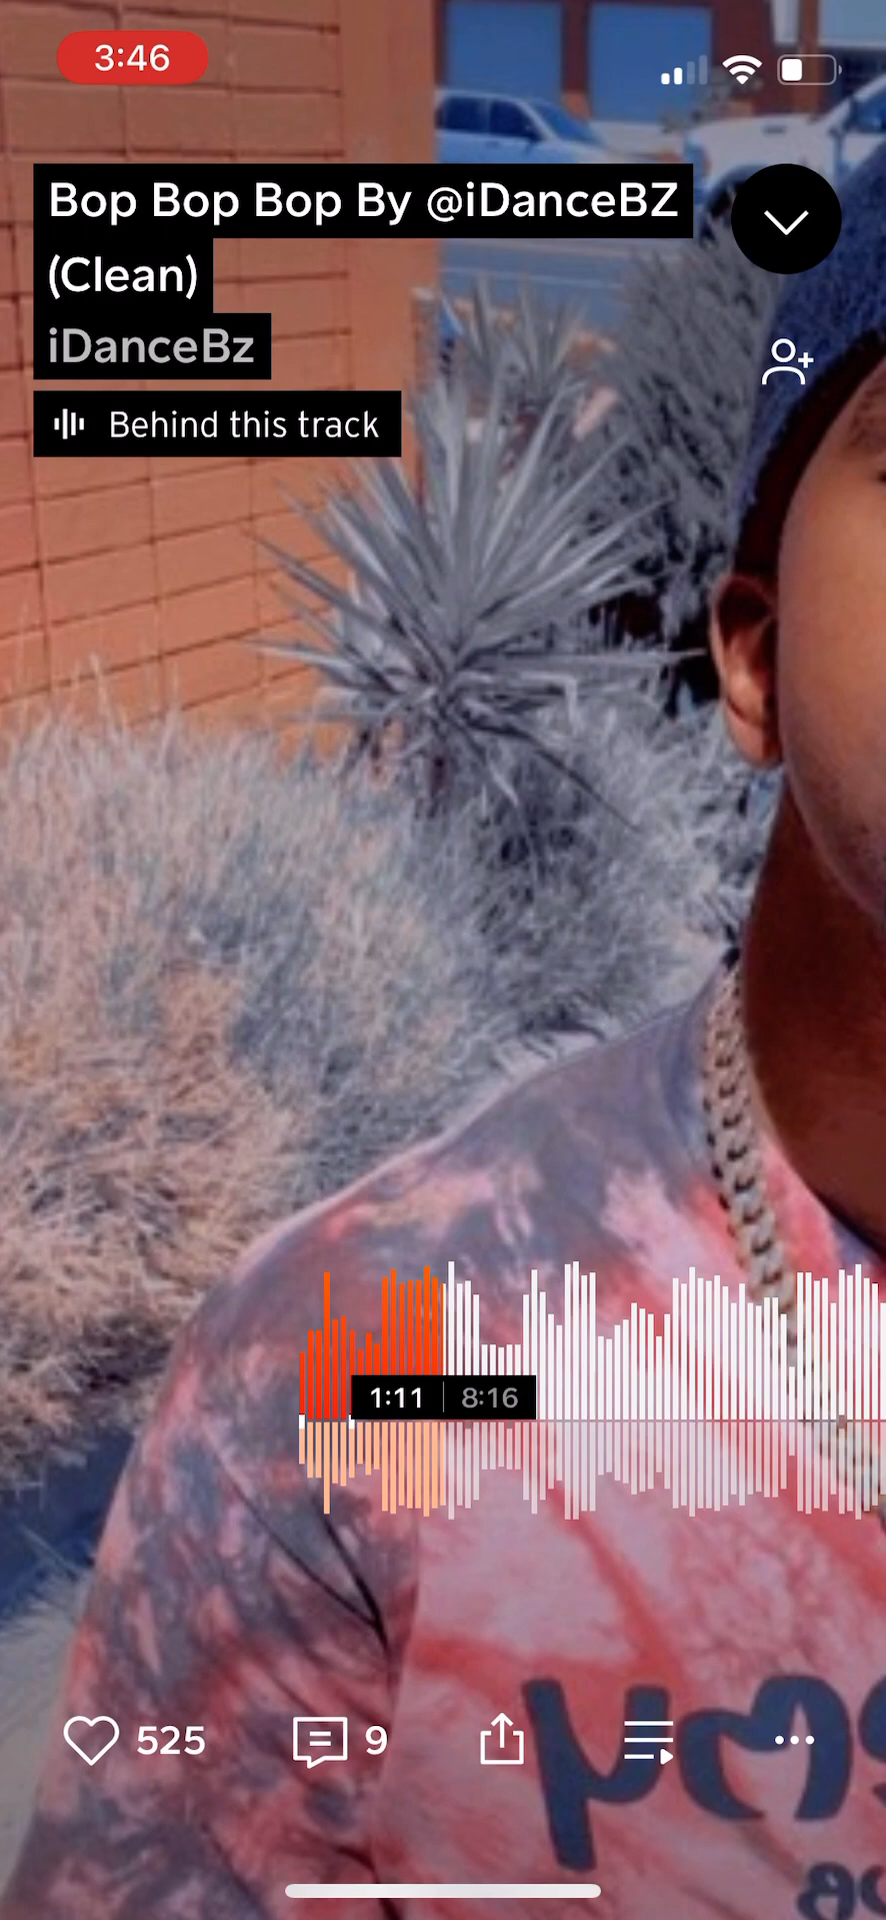 3:46
Bop Bop Bop By @iDanceBZ
(Clean)
iDanceBz
Behind this track
1:11 | 8:16
525
9